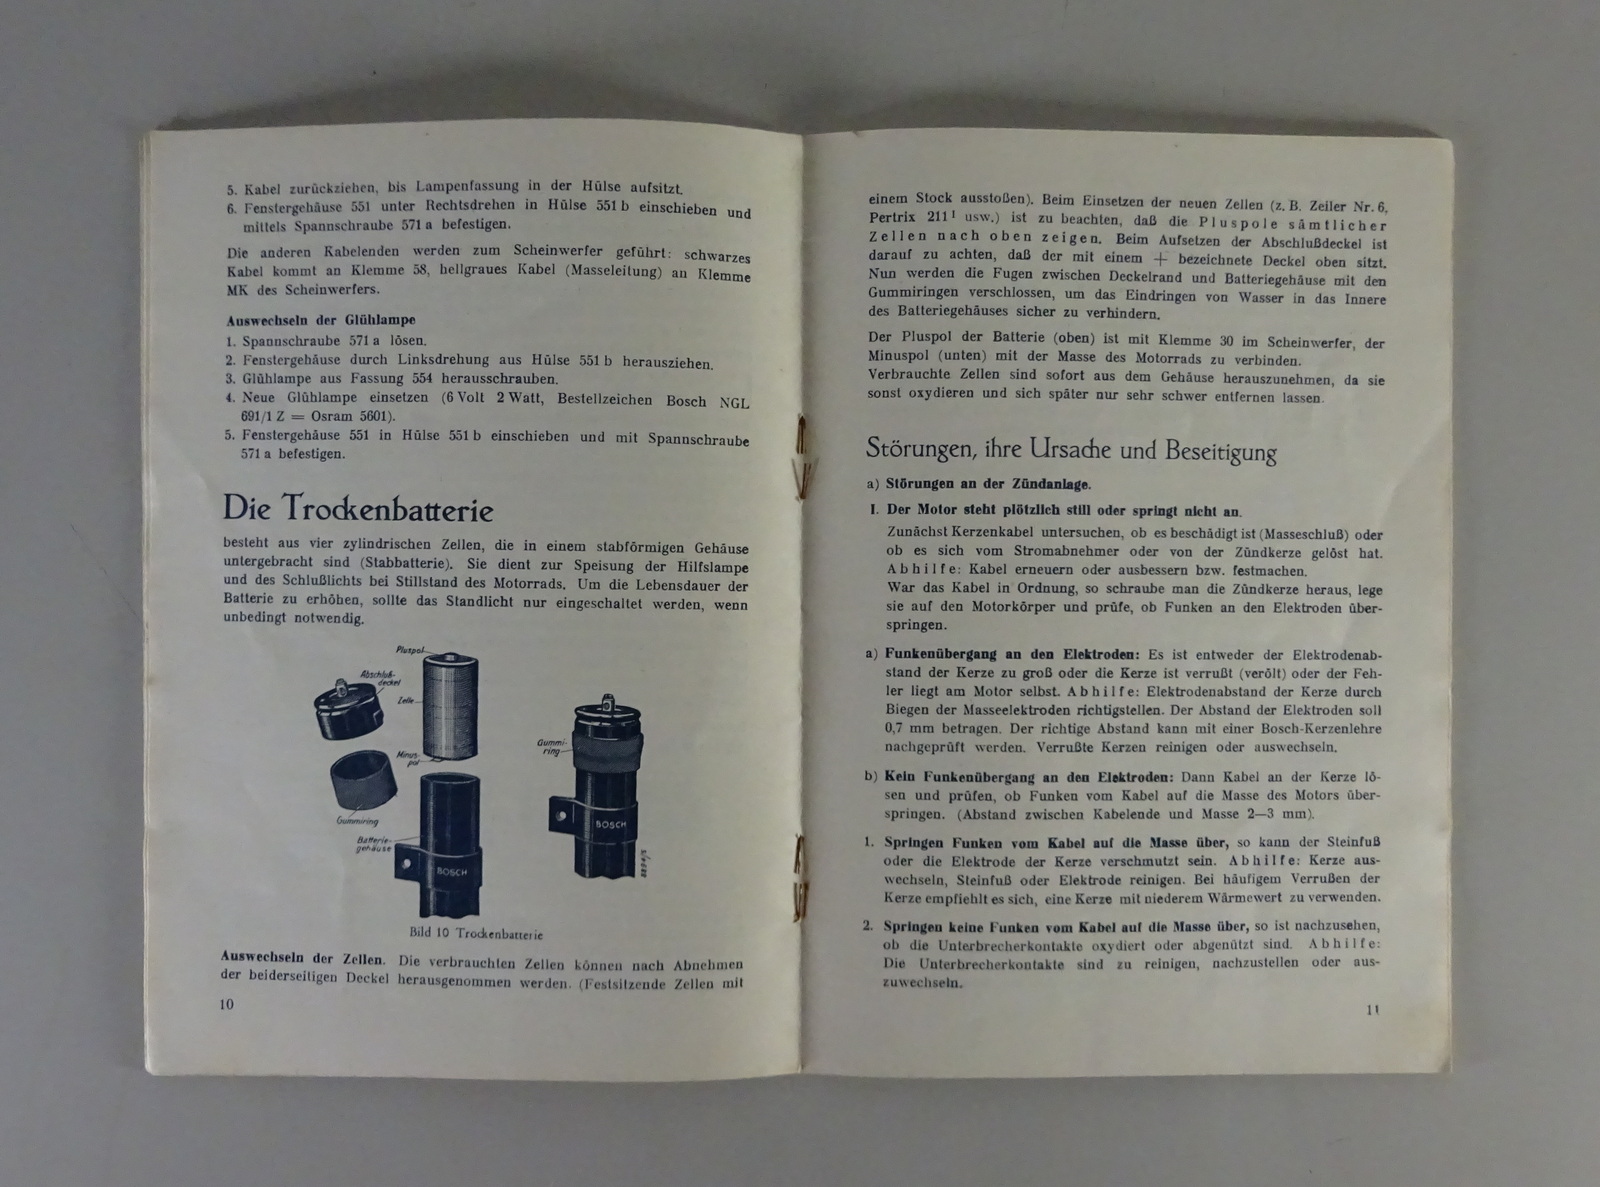 5. Kabel zurückziehen, bis Lampenfassung in der Hülse aufsitzt.
6. Fenstergehäuse 551 unter Rechtsdrehen in Hülse 551 b einschieben und
mittels Spannschraube 571 a befestigen.
Die anderen Kabelenden werden zum Scheinwerfer geführt: schwarzes
Kabel kommt an Klemme 58, hellgraues Kabel (Masseleitung) an Klemme
MK des Scheinwerfers.
Auswechseln der Glühlampe
1. Spannschraube 571 a lösen.
2. Fenstergehäuse durch Linksdrehung aus Hülse 551 b herausziehen.
3. Glühlampe aus Fassung 554 herausschrauben.
4. Neue Glühlampe einsetzen (6 Volt 2 Watt, Bestellzeichen Bosch NGL
691/1 Z = Osram 5601).
5. Fenstergehäuse 551 in Hülse 551 b einschieben und mit Spannschraube
571 a befestigen.
Die Trockenbatterie
besteht aus vier zylindrischen Zellen, die in einem stabförmigen Gehäuse
untergebracht sind (Stabbatterie). Sie dient zur Speisung der Hilfslampe
und des Schlußlichts bei Stillstand des Motorrads. Um die Lebensdauer der
Batterie zu erhöhen, sollte das Standlicht nur eingeschaltet werden, wenn
unbedingt notwendig.
Pluspol
Abschluß-
deckel
Zelle
Minus-
pol
Gummi-
ring
Gummiring
Batterie-
gehäuse
BOSCH
BOSCH
Bild 10 Trockenbatterie
Auswechseln der Zellen. Die verbrauchten Zellen können nach Abnehmen
der beiderseitigen Deckel herausgenommen werden. (Festsitzende Zellen mit
10
einem Stock ausstoßen). Beim Einsetzen der neuen Zellen (z. B. Zeiler Nr. 6,
Pertrix 211¹ usw.) ist zu beachten, daß die Pluspole sämtlicher
Zellen nach oben zeigen. Beim Aufsetzen der Abschlußdeckel ist
darauf zu achten, daß der mit einem + bezeichnete Deckel oben sitzt.
Nun werden die Fugen zwischen Deckelrand und Batteriegehäuse mit den
Gummiringen verschlossen, um das Eindringen von Wasser in das Innere
des Batteriegehäuses sicher zu verhindern.
Der Pluspol der Batterie (oben) ist mit Klemme 30 im Scheinwerfer, der
Minuspol (unten) mit der Masse des Motorrads zu verbinden.
Verbrauchte Zellen sind sofort aus dem Gehäuse herauszunehmen, da sie
sonst oxydieren und sich später nur sehr schwer entfernen lassen.
Störungen, ihre Ursache und Beseitigung
a) Störungen an der Zündanlage.
I. Der Motor steht plötzlich still oder springt nicht an.
Zunächst Kerzenkabel untersuchen, ob es beschädigt ist (Masseschluß) oder
ob es sich vom Stromabnehmer oder von der Zündkerze gelöst hat.
Abhilfe: Kabel erneuern oder ausbessern bzw. festmachen.
War das Kabel in Ordnung, so schraube man die Zündkerze heraus, lege
sie auf den Motorkörper und prüfe, ob Funken an den Elektroden über-
springen.
a) Funkenübergang an den Elektroden: Es ist entweder der Elektrodenab-
stand der Kerze zu groß oder die Kerze ist verrußt (verölt) oder der Feh-
ler liegt am Motor selbst. Abhilfe: Elektrodenabstand der Kerze durch
Biegen der Masseelektroden richtigstellen. Der Abstand der Elektroden soll
0,7 mm betragen. Der richtige Abstand kann mit einer Bosch-Kerzenlehre
nachgeprüft werden. Verrußte Kerzen reinigen oder auswechseln.
b) Kein Funkenübergang an den Elektroden: Dann Kabel an der Kerze lö-
sen und prüfen, ob Funken vom Kabel auf die Masse des Motors über-
springen. (Abstand zwischen Kabelende und Masse 2—3 mm).
1. Springen Funken vom Kabel auf die Masse über, so kann der Steinfuß
oder die Elektrode der Kerze verschmutzt sein. Abhilfe: Kerze aus-
wechseln, Steinfuß oder Elektrode reinigen. Bei häufigem Verrußen der
Kerze empfiehlt es sich, eine Kerze mit niederem Wärmewert zu verwenden.
2. Springen keine Funken vom Kabel auf die Masse über, so ist nachzusehen,
ob die Unterbrecherkontakte oxydiert oder abgenützt sind. Abhilfe:
Die Unterbrecherkontakte sind zu reinigen, nachzustellen oder aus-
zuwechseln.
11